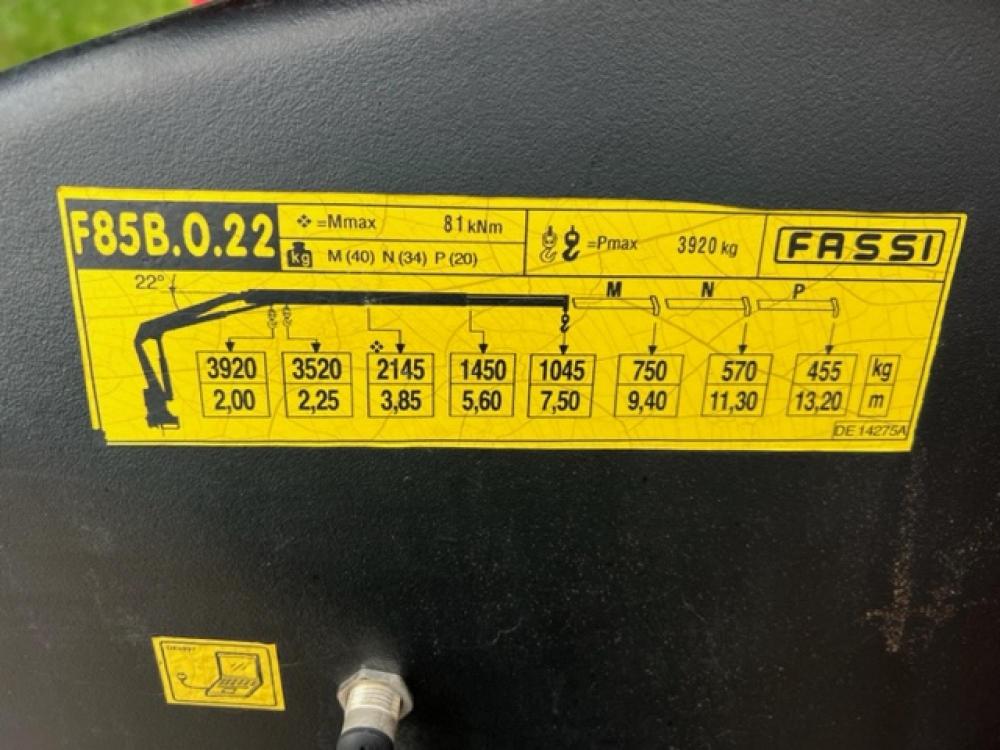 F85B.0.22
❖ =Mmax 81 kNm
kg M (40) N (34) P (20)
=Pmax 3920 kg
FASSI
22°
M N P
3920 3520 2145 1450 1045 750 570 455 kg
2,00 2,25 3,85 5,60 7,50 9,40 11,30 13,20 m
DE 14275A